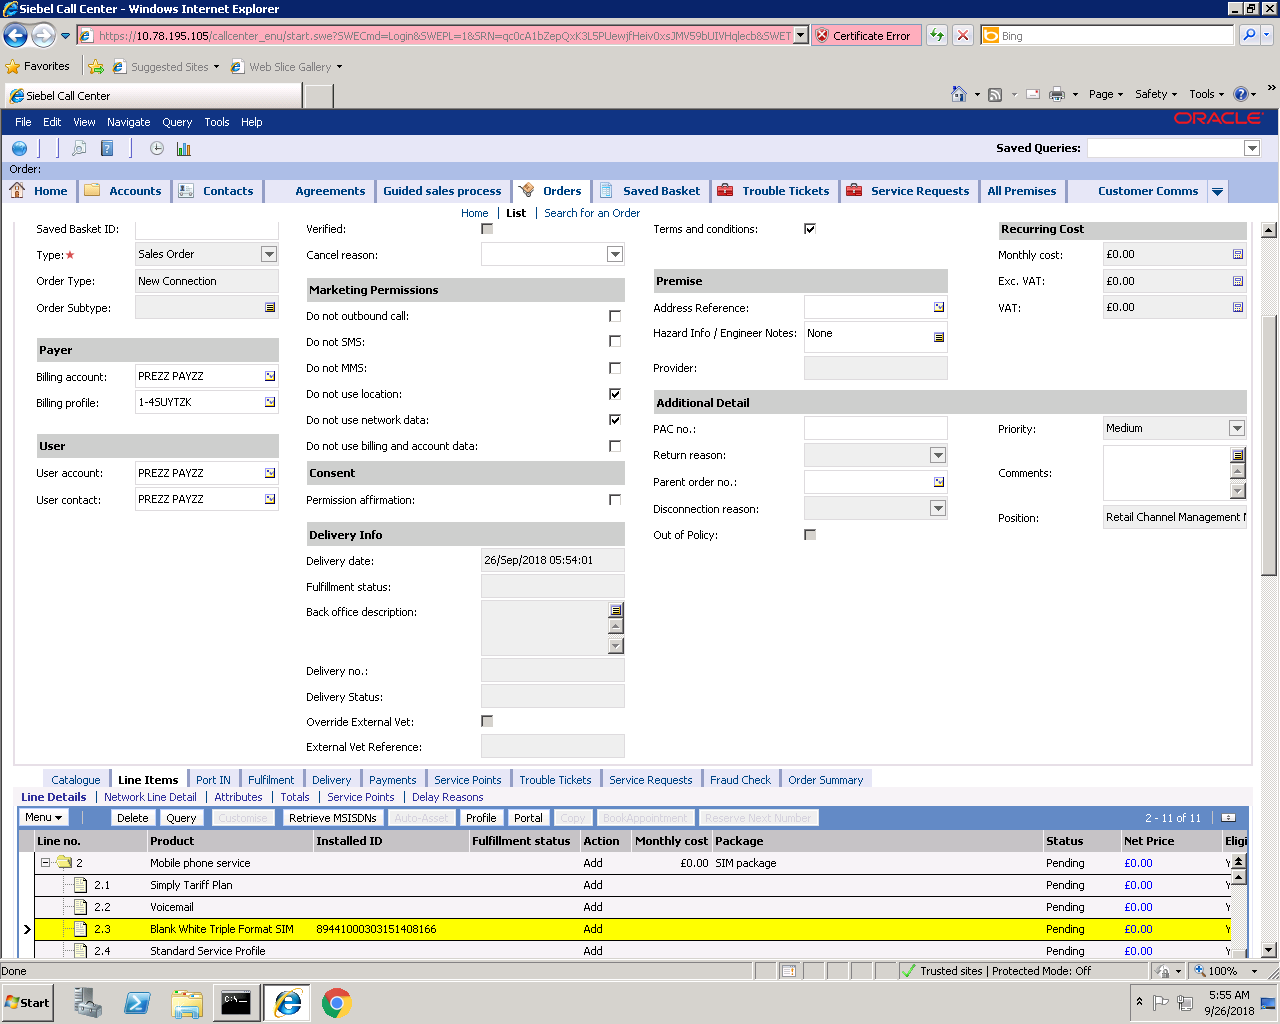 Siebel Call Center - Windows Internet Explorer
https://10.78.195.105/callcenter_enu/start.swe?SWECmd=Login&SWEPL=1&SRN= Certificate Error Bing
Favorites Suggested Sites Web Slice Gallery
Siebel Call Center Page Safety Tools »
File Edit View Navigate Query Tools Help ORACLE
Saved Queries:
Order:
Home Accounts Contacts Agreements Guided sales process Orders Saved Basket Trouble Tickets Service Requests All Premises Customer Comms
Home List Search for an Order
Saved Basket ID: Verified: Terms and conditions: Recurring Cost
Type:★ Sales Order Cancel reason: Monthly cost: £0.00
Order Type: New Connection Marketing Permissions Premise Exc. VAT: £0.00
Order Subtype: Do not outbound call: Address Reference: VAT: £0.00
Do not SMS: Hazard Info / Engineer Notes: None
Payer
Billing account: PREZZ PAYZZ Do not MMS: Provider:
Billing profile: 1-4SUYTZK Do not use location: Additional Detail
Do not use network data: PAC no.: Priority: Medium
User Do not use billing and account data: Return reason:
User account: PREZZ PAYZZ Consent Parent order no.: Comments:
User contact: PREZZ PAYZZ Permission affirmation: Disconnection reason:
Position: Retail Channel Management
Delivery Info Out of Policy:
Delivery date: 26/Sep/2018 05:54:01
Fulfillment status:
Back office description:
Delivery no.:
Delivery Status:
Override External Vet:
External Vet Reference:
Catalogue Line Items Port IN Fulfilment Delivery Payments Service Points Trouble Tickets Service Requests Fraud Check Order Summary
Line Details Network Line Detail Attributes Totals Service Points Delay Reasons
Menu Delete Query Customise Retrieve MSISDNs Auto-Asset Profile Portal Copy BookAppointment Reserve Next Number 2 - 11 of 11
Line no. Product Installed ID Fulfillment status Action Monthly cost Package Status Net Price Eligi
2 Mobile phone service Add £0.00 SIM package Pending £0.00 Y
2.1 Simply Tariff Plan Add Pending £0.00 Y
2.2 Voicemail Add Pending £0.00 Y
2.3 Blank White Triple Format SIM 89441000303151408166 Add Pending £0.00 Y
2.4 Standard Service Profile Add Pending £0.00 Y
Done Trusted sites | Protected Mode: Off 100%
Start C:\ 5:55 AM
9/26/2018